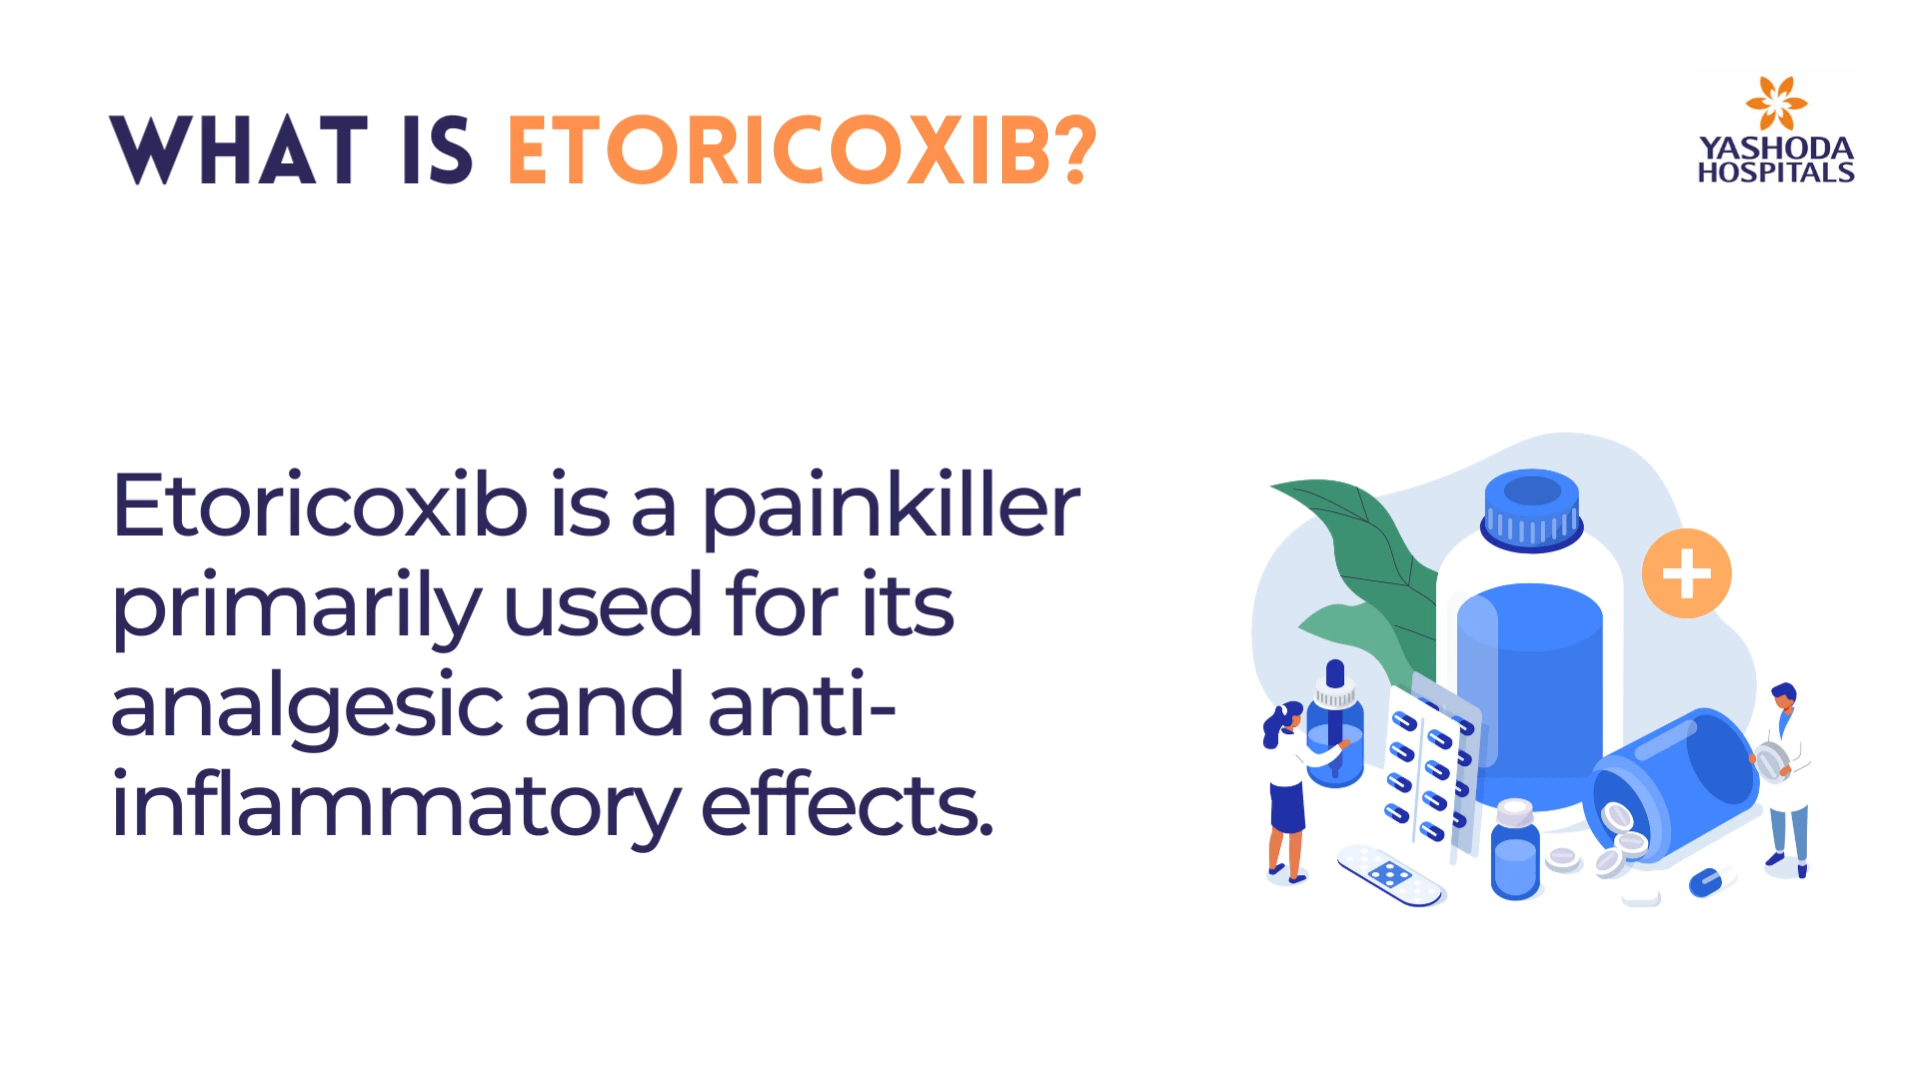 WHAT IS ETORICOXIB?
YASHODA
HOSPITALS
Etoricoxib is a painkiller
primarily used for its
analgesic and anti-
inflammatory effects.